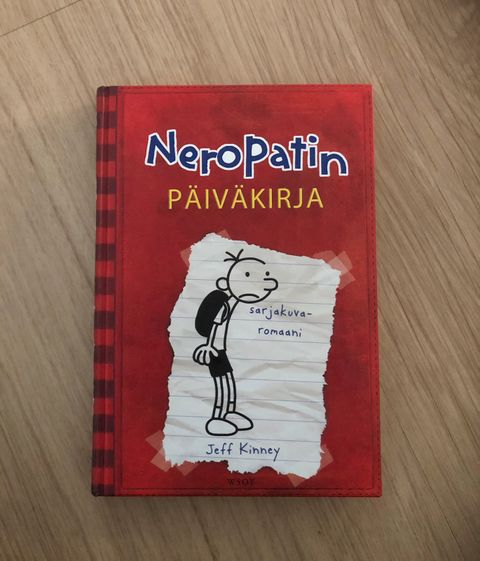 Neropatin
PÄIVÄKIRJA
sarjakuva-
romaani
Jeff Kinney
WSOY